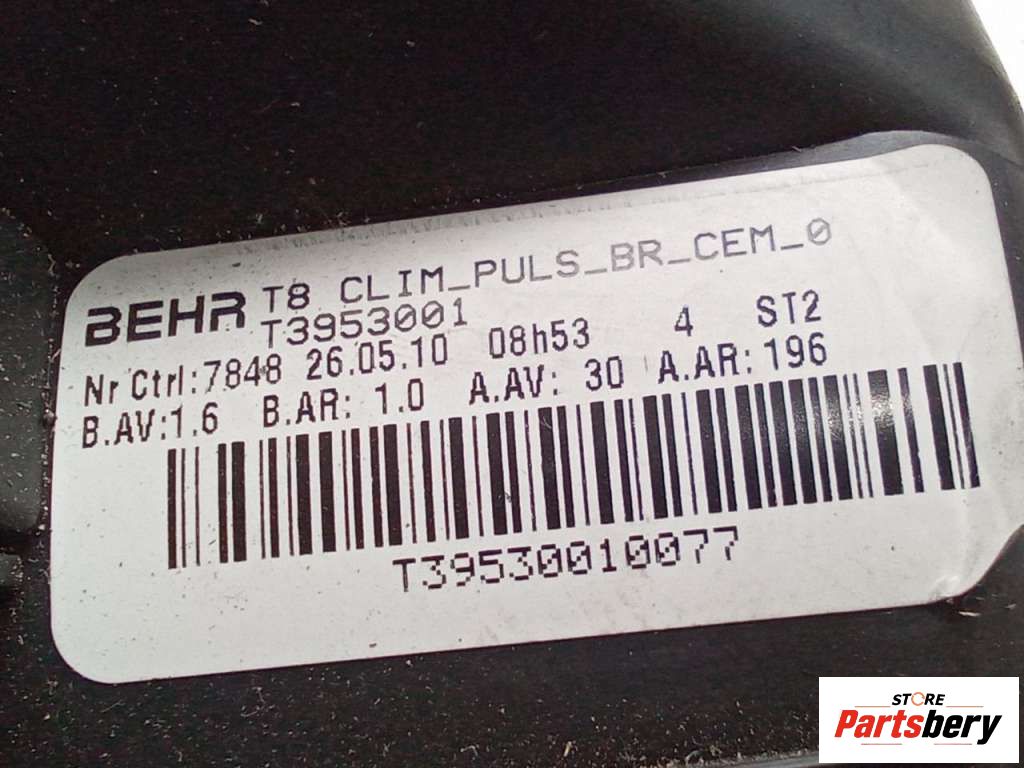 BEHR T8 CLIM_PULS_BR_CEM_0
T3953001
Nr Ctrl:7848 26.05.10 08h53 4 ST2
B.AV:1.6 B.AR: 1.0 A.AV: 30 A.AR:196
T39530010077
STORE
Partsbery